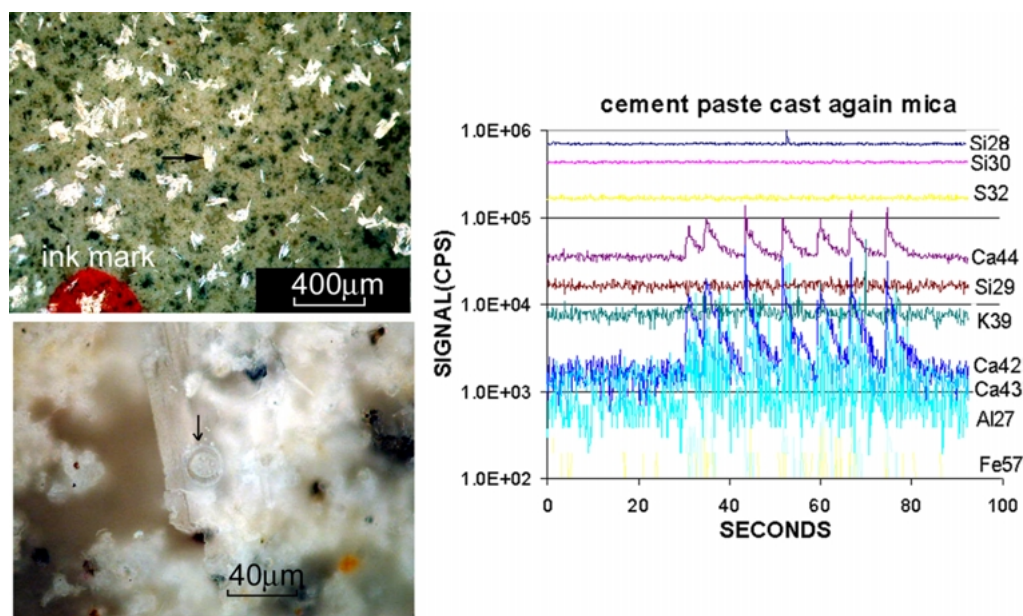 ink mark
400µm
40µm
cement paste cast again mica
SIGNAL(CPS)
1.0E+06
1.0E+05
1.0E+04
1.0E+03
1.0E+02
Si28
Si30
S32
Ca44
Si29
K39
Ca42
Ca43
Al27
Fe57
0
20
40
60
80
100
SECONDS